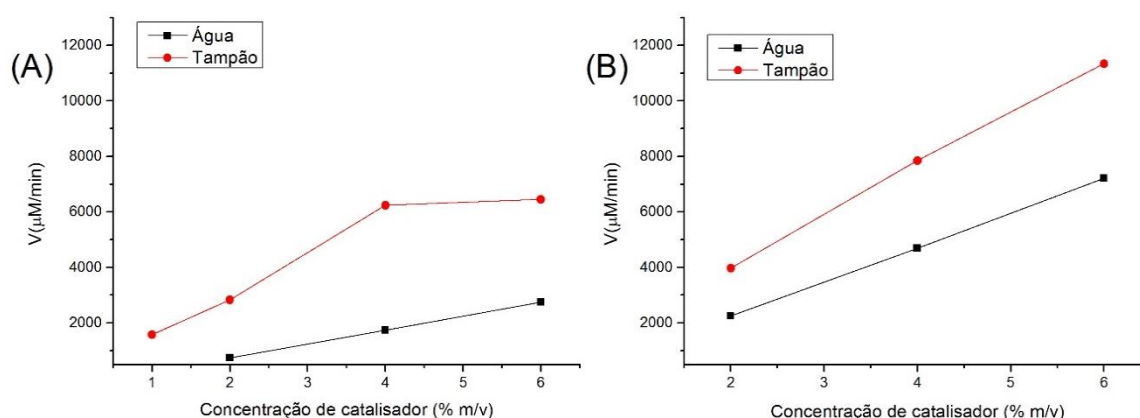 (A)
Água
Tampão
V(µM/min)
12000
10000
8000
6000
4000
2000
1 2 3 4 5 6
Concentração de catalisador (% m/v)
(B)
Água
Tampão
V(µM/min)
12000
10000
8000
6000
4000
2000
2 3 4 5 6
Concentração de catalisador (% m/v)